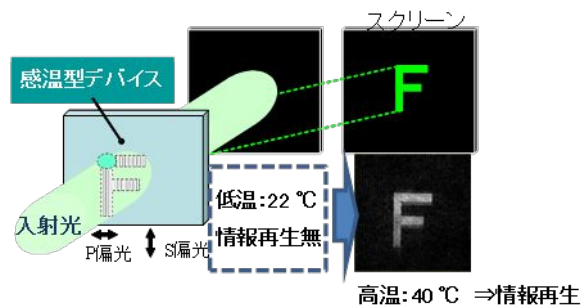 スクリーン
感温型デバイス
F
入射光
P偏光
S偏光
低温:22 ℃
情報再生無
F
高温:40 ℃ ⇒情報再生